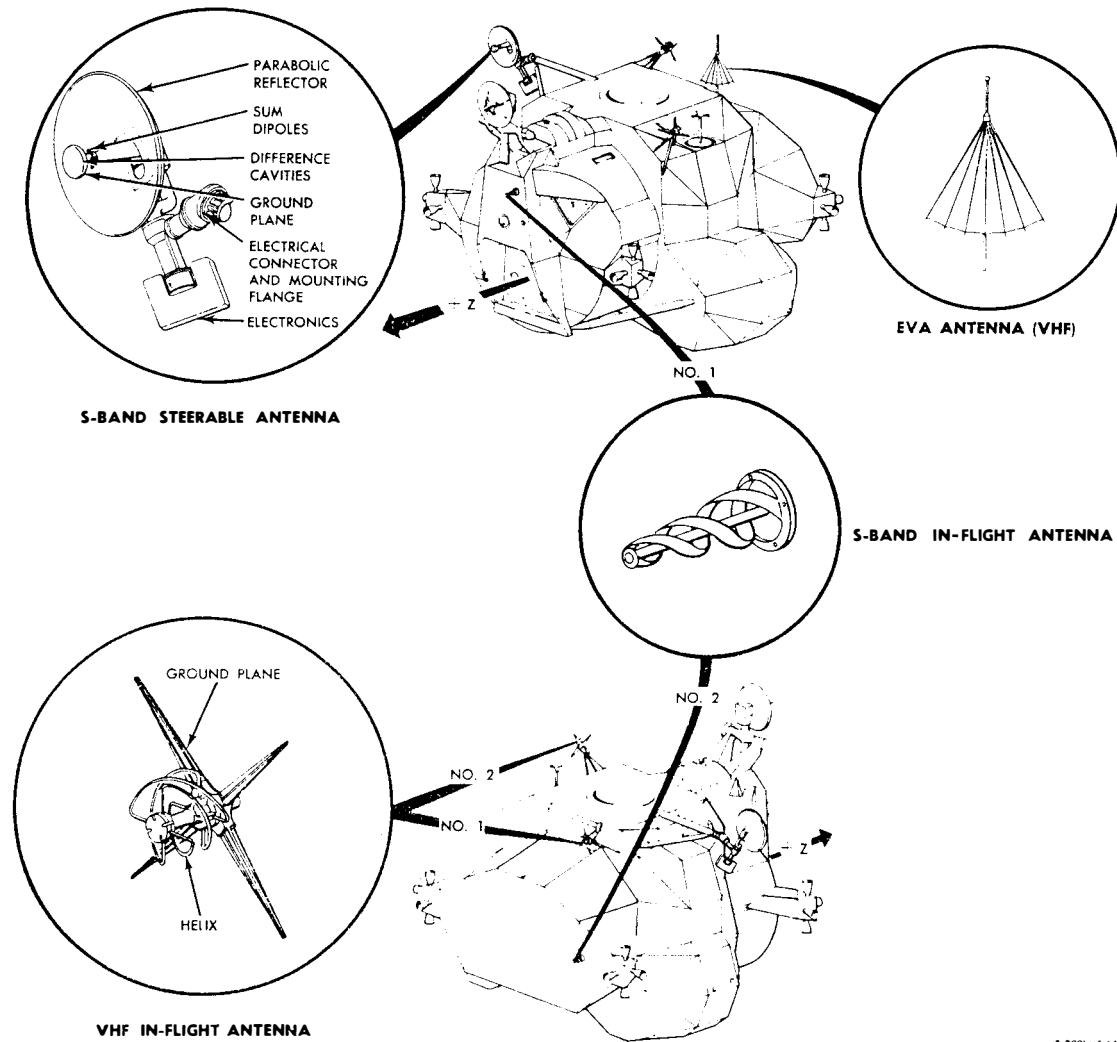 PARABOLIC
REFLECTOR
SUM
DIPOLES
DIFFERENCE
CAVITIES
GROUND
PLANE
ELECTRICAL
CONNECTOR
AND MOUNTING
FLANGE
ELECTRONICS
+ Z
S-BAND STEERABLE ANTENNA
EVA ANTENNA (VHF)
NO. 1
S-BAND IN-FLIGHT ANTENNA
NO. 2
GROUND PLANE
NO. 2
NO. 1
HELIX
+ Z
VHF IN-FLIGHT ANTENNA